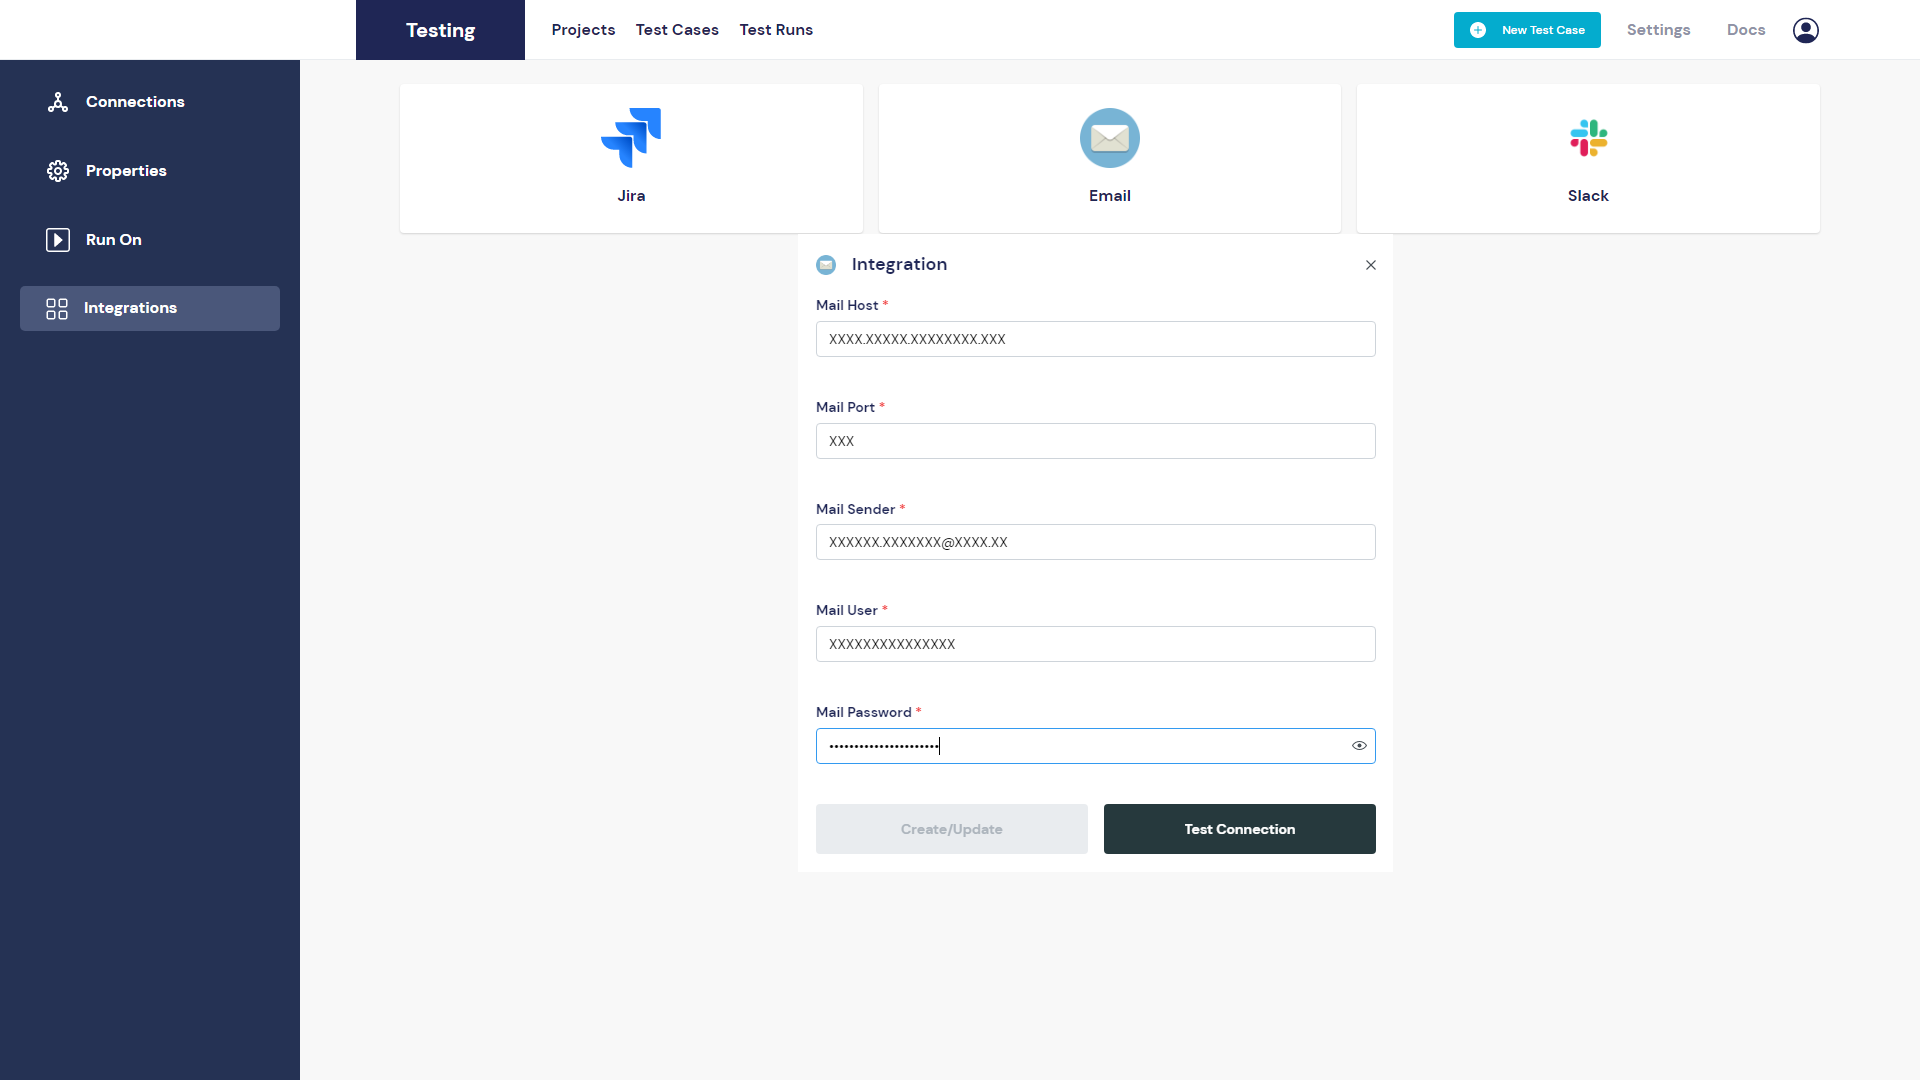 Testing
Projects
Test Cases
Test Runs
New Test Case
Settings
Docs
Connections
Properties
Run On
Integrations
Jira
Email
Slack
Integration
Mail Host *
XXXX.XXXXX.XXXXXXXX.XXX
Mail Port *
XXX
Mail Sender *
XXXXXX.XXXXXXX@XXXX.XX
Mail User *
XXXXXXXXXXXXXXX
Mail Password *
••••••••••••••••••••••
Create/Update
Test Connection